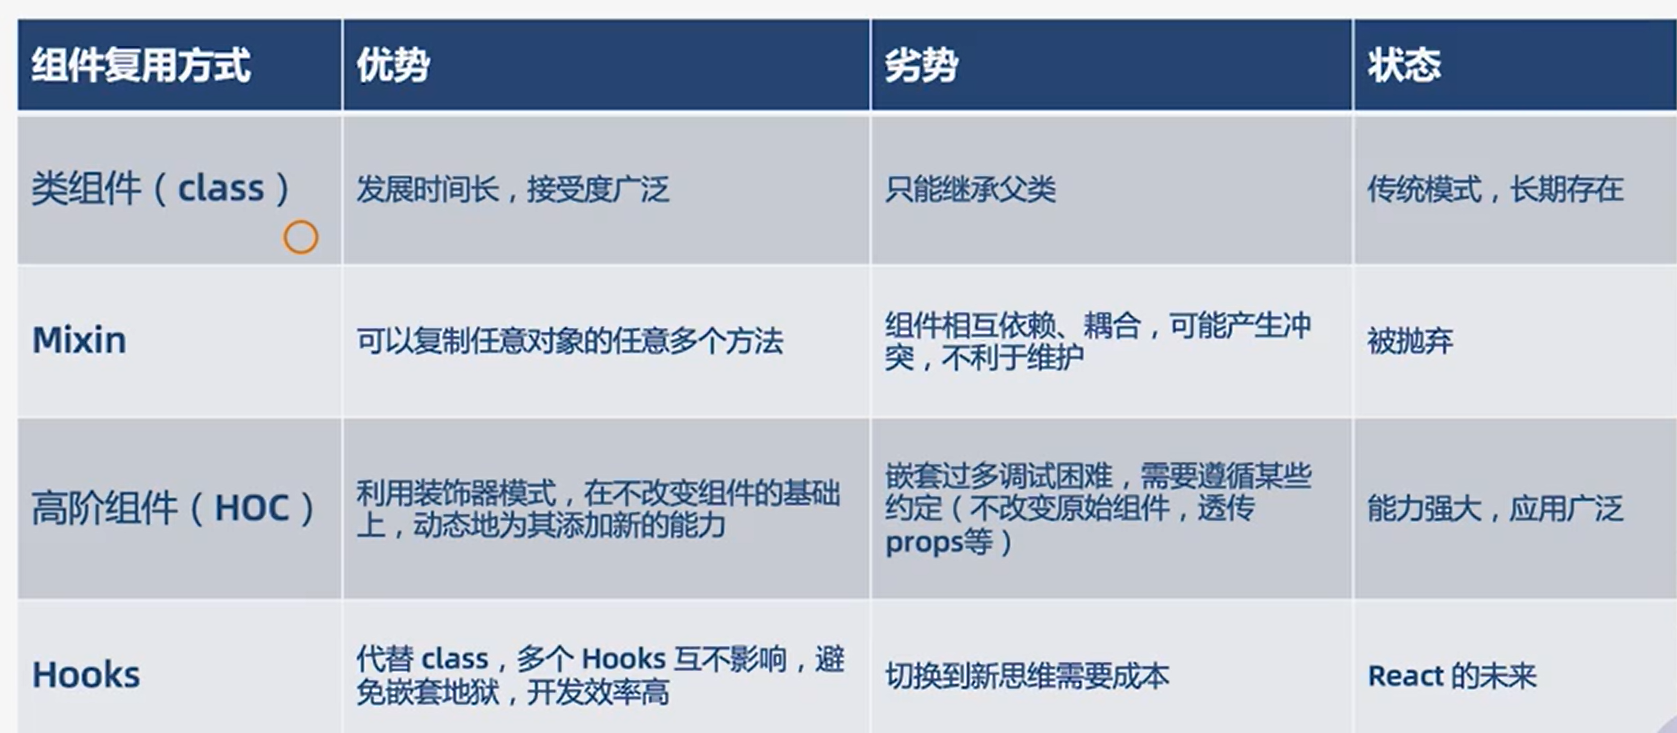 组件复用方式
优势
劣势
状态
类组件（class）
发展时间长，接受度广泛
只能继承父类
传统模式，长期存在
Mixin
可以复制任意对象的任意多个方法
组件相互依赖、耦合，可能产生冲
突，不利于维护
被抛弃
高阶组件（HOC）
利用装饰器模式，在不改变组件的基础
上，动态地为其添加新的能力
嵌套过多调试困难，需要遵循某些
约定（不改变原始组件，透传
props等）
能力强大，应用广泛
Hooks
代替 class，多个 Hooks 互不影响，避
免嵌套地狱，开发效率高
切换到新思维需要成本
React 的未来